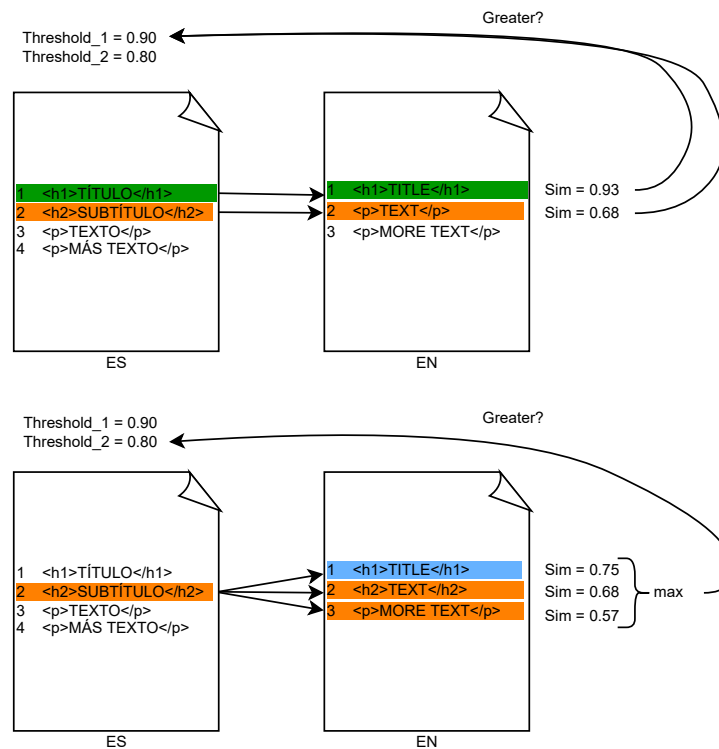 Greater?
Threshold_1 = 0.90
Threshold_2 = 0.80
1 <h1>TÍTULO</h1>
2 <h2>SUBTÍTULO</h2>
3 <p>TEXTO</p>
4 <p>MÁS TEXTO</p>
ES
1 <h1>TITLE</h1>
2 <p>TEXT</p>
3 <p>MORE TEXT</p>
EN
Sim = 0.93
Sim = 0.68
Greater?
Threshold_1 = 0.90
Threshold_2 = 0.80
1 <h1>TÍTULO</h1>
2 <h2>SUBTÍTULO</h2>
3 <p>TEXTO</p>
4 <p>MÁS TEXTO</p>
ES
1 <h1>TITLE</h1>
2 <h2>TEXT</h2>
3 <p>MORE TEXT</p>
EN
Sim = 0.75
Sim = 0.68
Sim = 0.57
max